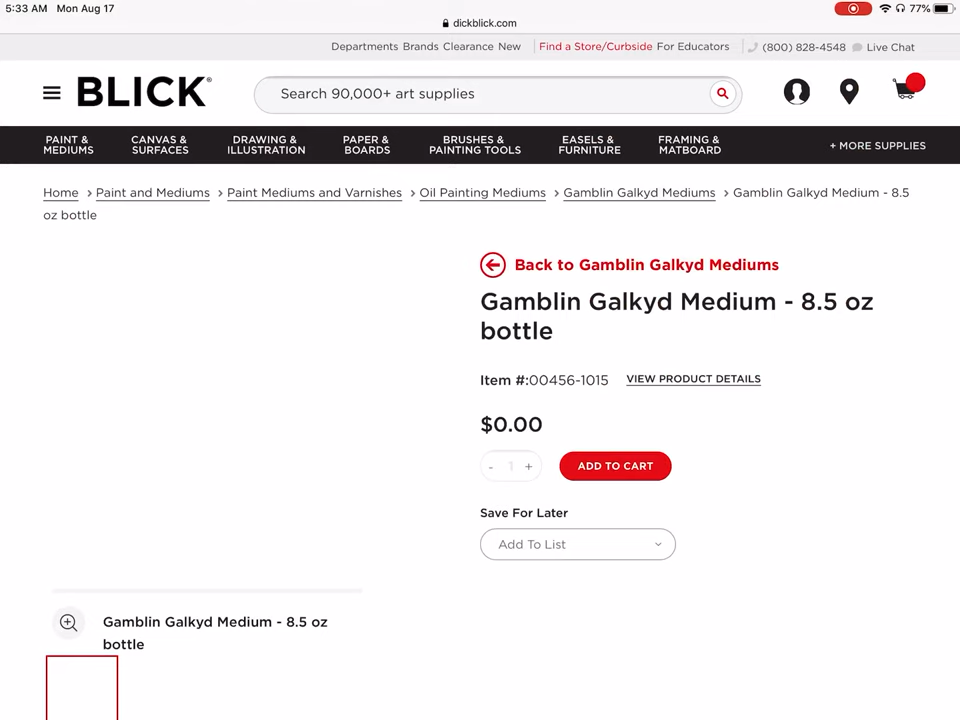 5:33 AM Mon Aug 17
77%
dickblick.com
Departments Brands Clearance New Find a Store/Curbside For Educators (800) 828-4548 Live Chat
BLICK®
Search 90,000+ art supplies
PAINT & MEDIUMS
CANVAS & SURFACES
DRAWING & ILLUSTRATION
PAPER & BOARDS
BRUSHES & PAINTING TOOLS
EASELS & FURNITURE
FRAMING & MATBOARD
+ MORE SUPPLIES
Home > Paint and Mediums > Paint Mediums and Varnishes > Oil Painting Mediums > Gamblin Galkyd Mediums > Gamblin Galkyd Medium - 8.5
oz bottle
Back to Gamblin Galkyd Mediums
Gamblin Galkyd Medium - 8.5 oz
bottle
Item #:00456-1015 VIEW PRODUCT DETAILS
$0.00
- 1 + ADD TO CART
Save For Later
Add To List
Gamblin Galkyd Medium - 8.5 oz
bottle